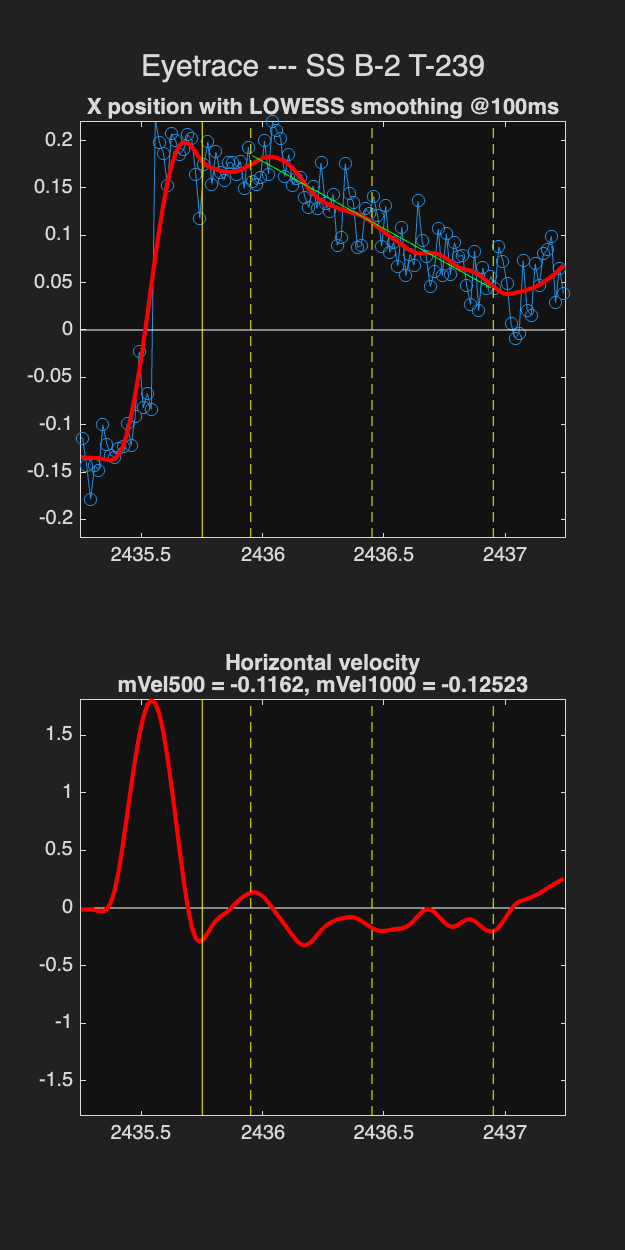 Eyetrace --- SS B-2 T-239
X position with LOWESS smoothing @100ms
0.2
0.15
0.1
0.05
0
-0.05
-0.1
-0.15
-0.2
2435.5 2436 2436.5 2437
Horizontal velocity
mVel500 = -0.1162, mVel1000 = -0.12523
1.5
1
0.5
0
-0.5
-1
-1.5
2435.5 2436 2436.5 2437